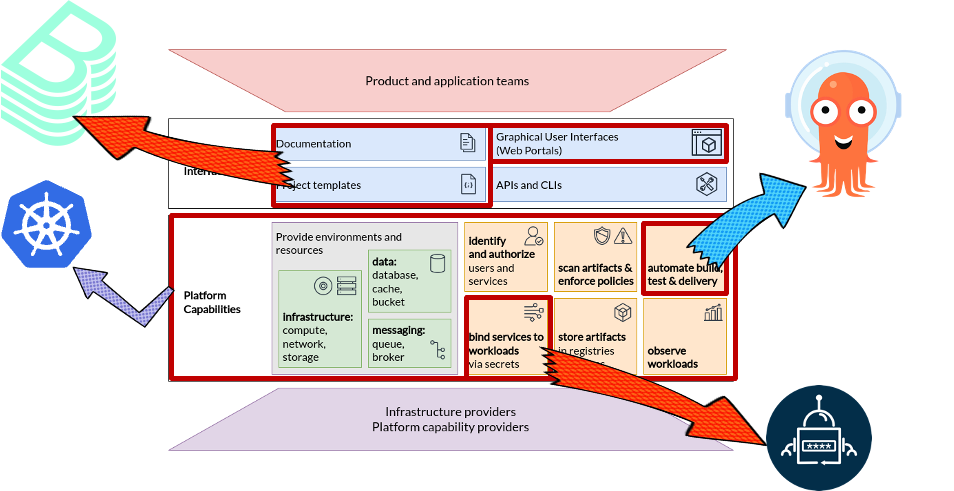 Product and application teams
Documentation
Graphical User Interfaces
(Web Portals)
templates
APIs and CLIs
Platform
Capabilities
Provide environments and
resources
infrastructure:
compute,
network,
storage
data:
database,
cache,
bucket
messaging:
queue,
broker
identify
and authorize
users and
services
scan artifacts &
enforce policies
automate build,
test & delivery
bind services to
workloads
via secrets
store artifacts
in registries
observe
workloads
Infrastructure providers
Platform capability providers
****